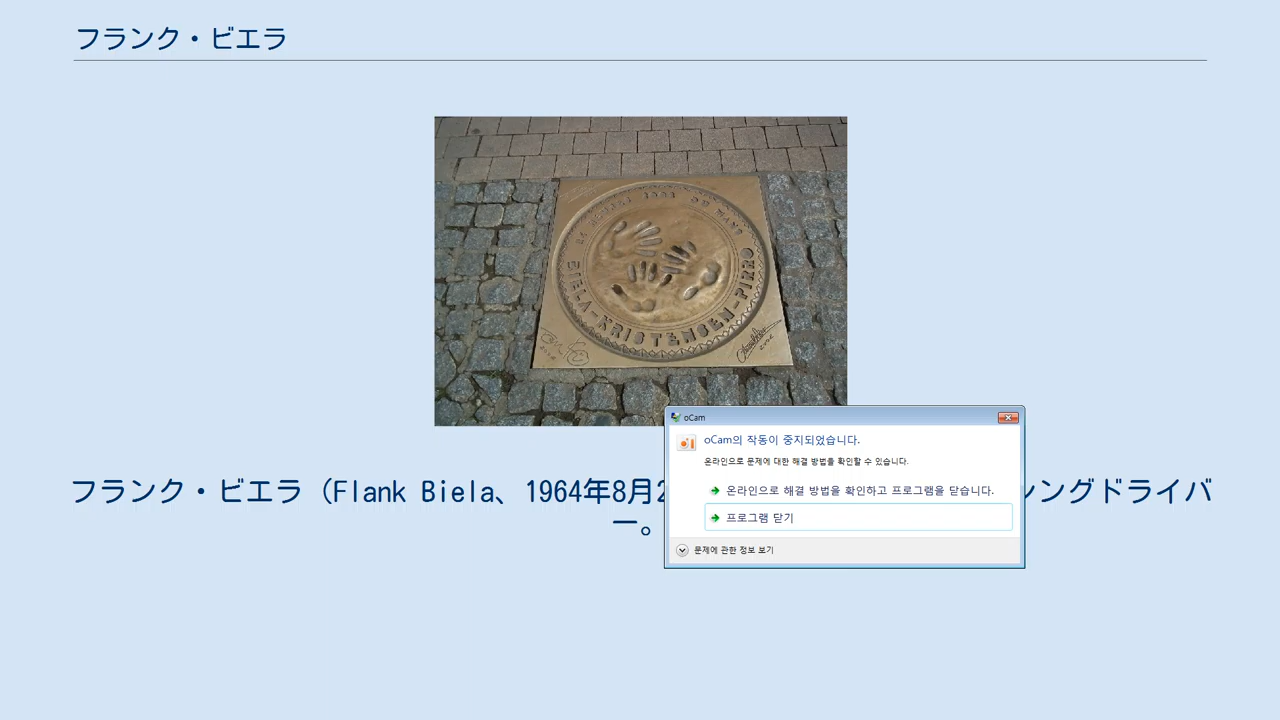 フランク・ビエラ
24 HEURES 1999 DU MANS
BIELA-KRISTENSEN-PIRRO
oCam
oCam의 작동이 중지되었습니다.
온라인으로 문제에 대한 해결 방법을 확인할 수 있습니다.
온라인으로 해결 방법을 확인하고 프로그램을 닫습니다.
프로그램 닫기
문제에 관한 정보 보기
フランク・ビエラ（Flank Biela、1964年8月2
ングドライバ
ー。